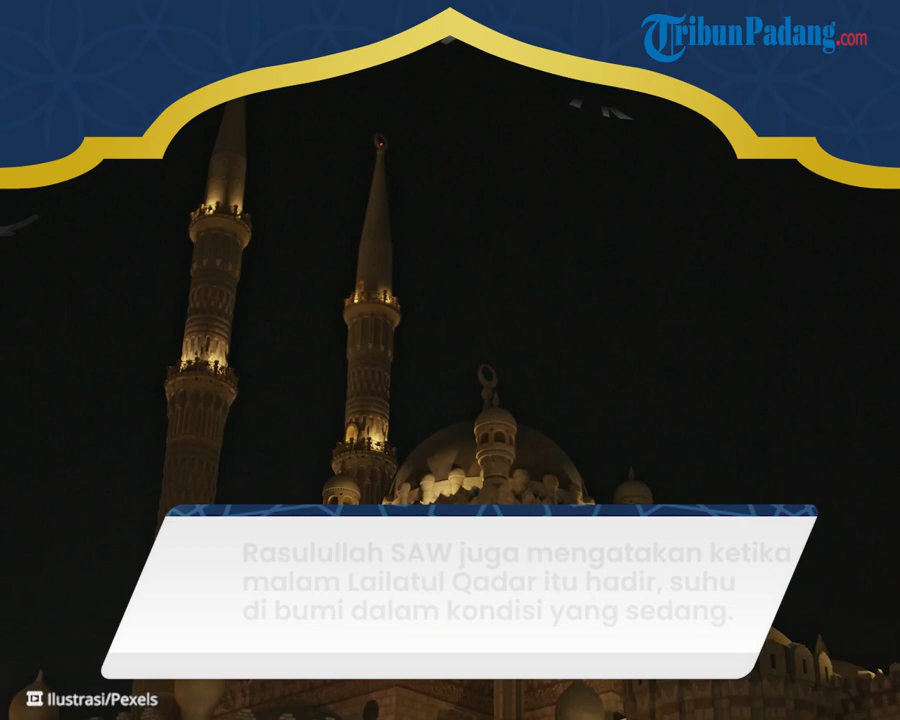 TribunPadang.com
Rasulullah SAW juga mengatakan ketika
malam Lailatul Qadar itu hadir, suhu
di bumi dalam kondisi yang sedang.
Ilustrasi/Pexels